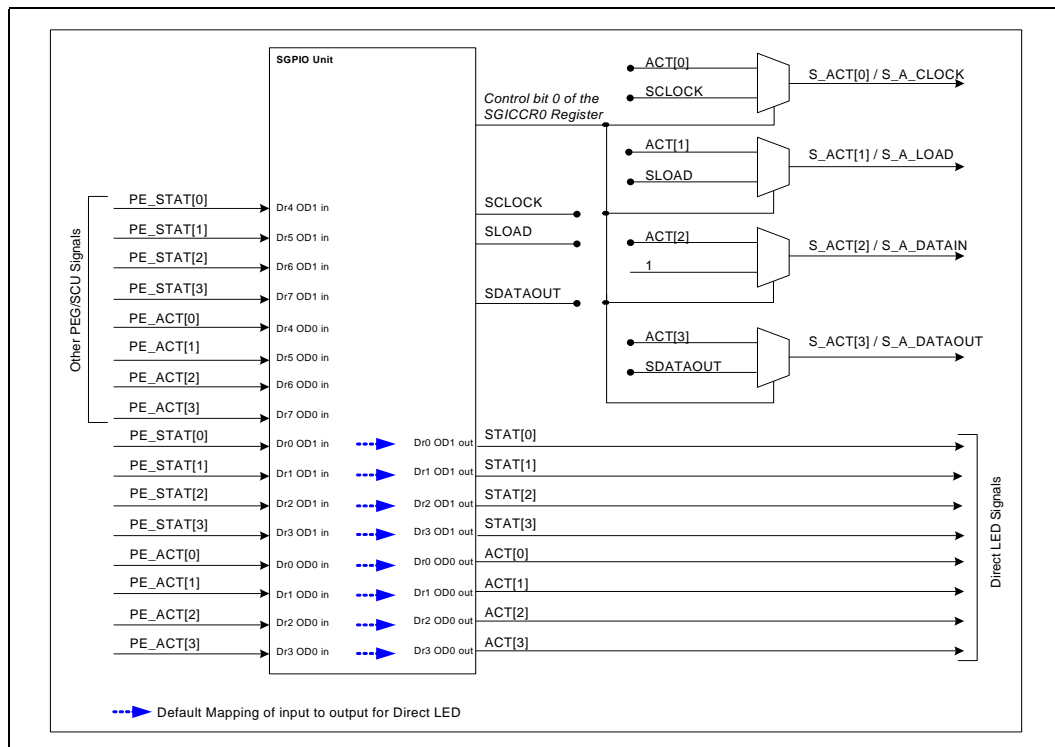 SGPIO Unit
Control bit 0 of the
SGICCR0 Register
ACT[0]
SCLOCK
S_ACT[0] / S_A_CLOCK
ACT[1]
SLOAD
S_ACT[1] / S_A_LOAD
ACT[2]
1
S_ACT[2] / S_A_DATAIN
ACT[3]
SDATAOUT
S_ACT[3] / S_A_DATAOUT
SCLOCK
SLOAD
SDATAOUT
Other PEG/SCU Signals
PE_STAT[0] Dr4 OD1 in
PE_STAT[1] Dr5 OD1 in
PE_STAT[2] Dr6 OD1 in
PE_STAT[3] Dr7 OD1 in
PE_ACT[0] Dr4 OD0 in
PE_ACT[1] Dr5 OD0 in
PE_ACT[2] Dr6 OD0 in
PE_ACT[3] Dr7 OD0 in
PE_STAT[0] Dr0 OD1 in Dr0 OD1 out STAT[0]
PE_STAT[1] Dr1 OD1 in Dr1 OD1 out STAT[1]
PE_STAT[2] Dr2 OD1 in Dr2 OD1 out STAT[2]
PE_STAT[3] Dr3 OD1 in Dr3 OD1 out STAT[3]
PE_ACT[0] Dr0 OD0 in Dr0 OD0 out ACT[0]
PE_ACT[1] Dr1 OD0 in Dr1 OD0 out ACT[1]
PE_ACT[2] Dr2 OD0 in Dr2 OD0 out ACT[2]
PE_ACT[3] Dr3 OD0 in Dr3 OD0 out ACT[3]
Direct LED Signals
Default Mapping of input to output for Direct LED